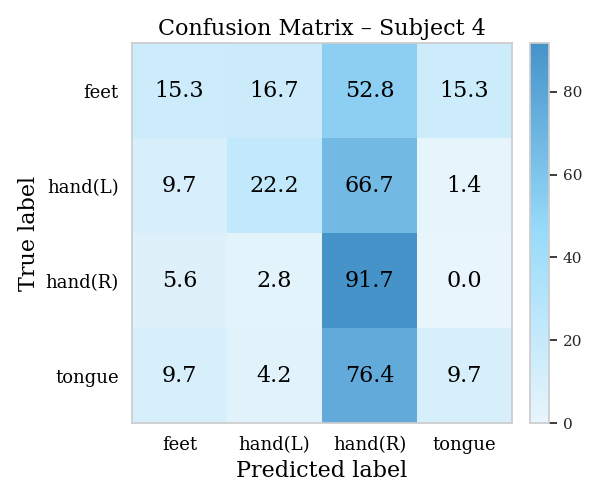 Confusion Matrix – Subject 4
feet 15.3 16.7 52.8 15.3
hand(L) 9.7 22.2 66.7 1.4
hand(R) 5.6 2.8 91.7 0.0
tongue 9.7 4.2 76.4 9.7
feet hand(L) hand(R) tongue
Predicted label
True label
80
60
40
20
0